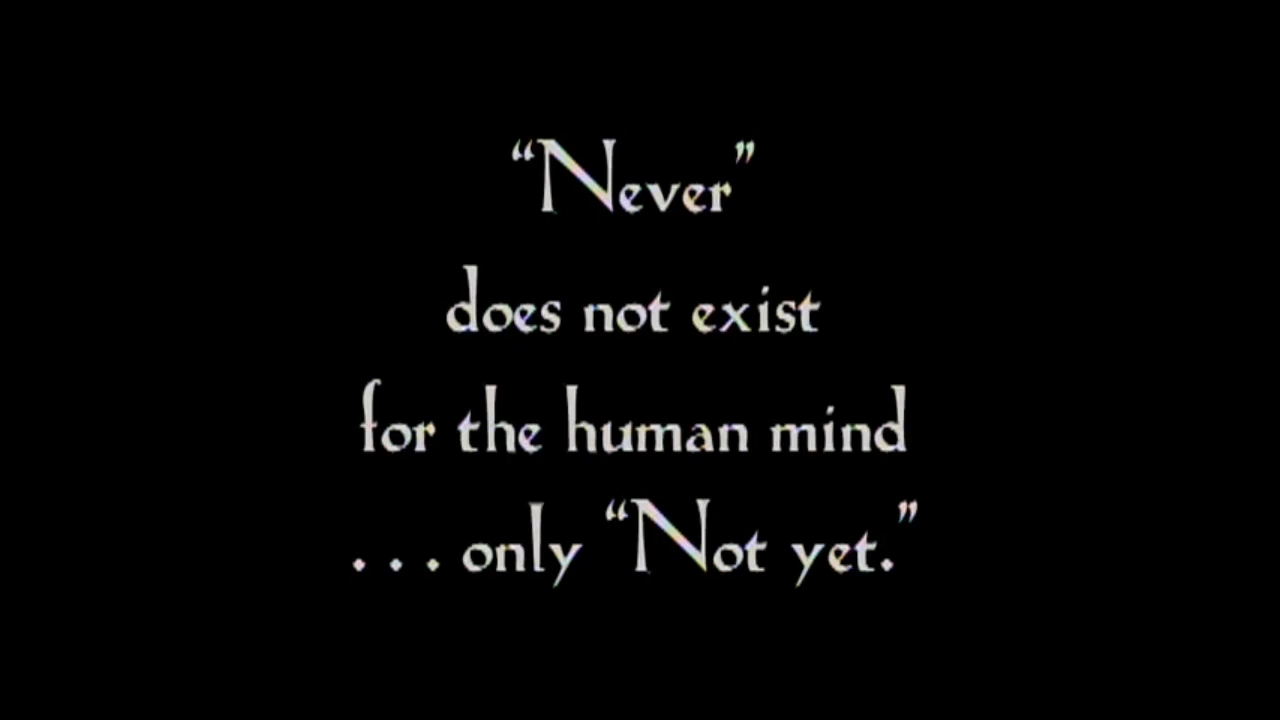 “Never”
does not exist
for the human mind
. . . only “Not yet.”